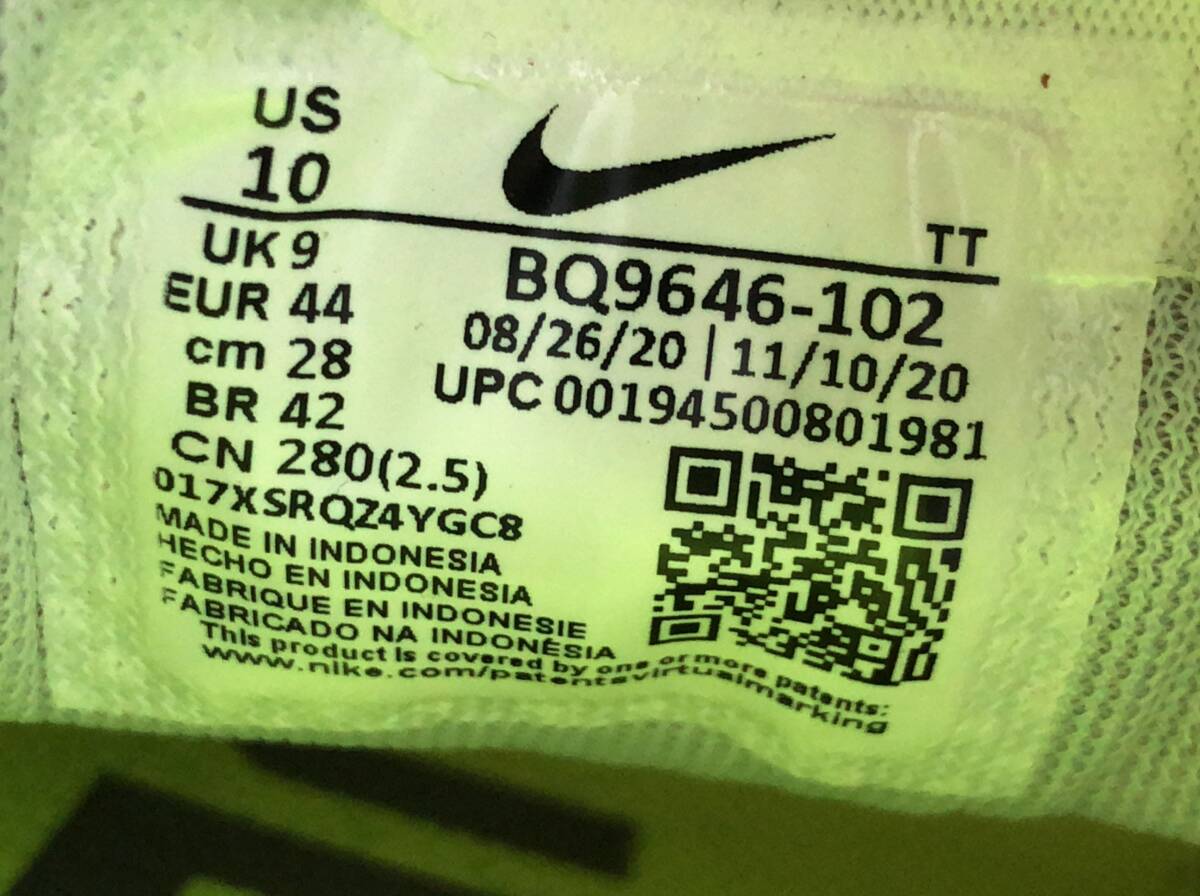 US
10
TT
UK 9
EUR 44
cm 28
BR 42
CN 280(2.5)
BQ9646-102
08/26/20 | 11/10/20
UPC 00194500801981
017XSRQZ4YGC8
MADE IN INDONESIA
HECHO EN INDONESIA
FABRIQUE EN INDONESIE
FABRICADO NA INDONÉSIA
This product is covered by one or more patents:
www.nike.com/patentsvirtualmarking